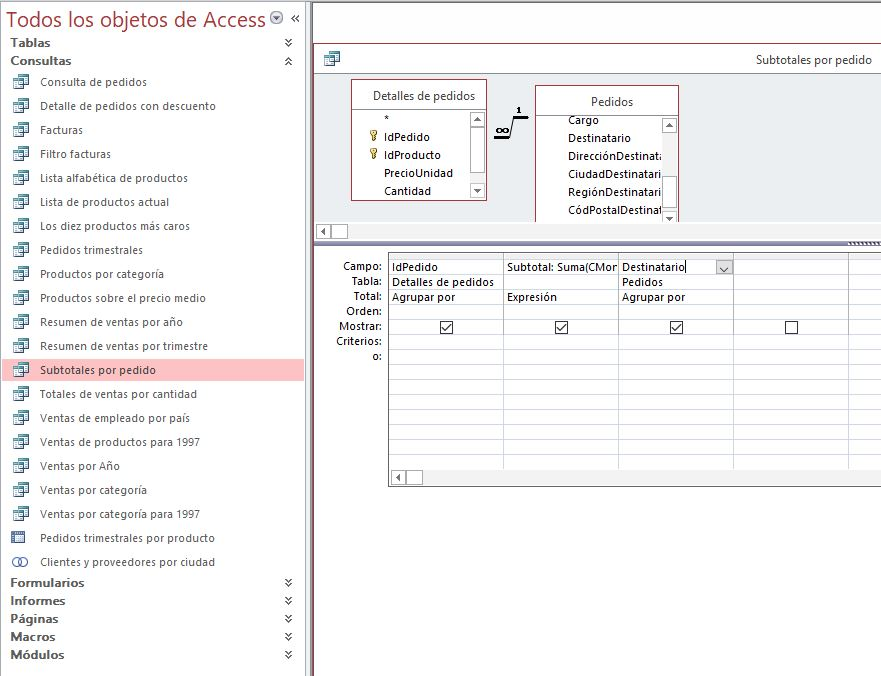 Todos los objetos de Access «
Tablas
Consultas
Consulta de pedidos
Detalle de pedidos con descuento
Facturas
Filtro facturas
Lista alfabética de productos
Lista de productos actual
Los diez productos más caros
Pedidos trimestrales
Productos por categoría
Productos sobre el precio medio
Resumen de ventas por año
Resumen de ventas por trimestre
Subtotales por pedido
Totales de ventas por cantidad
Ventas de empleado por país
Ventas de productos para 1997
Ventas por Año
Ventas por categoría
Ventas por categoría para 1997
Pedidos trimestrales por producto
Clientes y proveedores por ciudad
Formularios
Informes
Páginas
Macros
Módulos
Subtotales por pedido
Detalles de pedidos
*
IdPedido
IdProducto
PrecioUnidad
Cantidad
∞ 1
Pedidos
Cargo
Destinatario
DirecciónDestinata
CiudadDestinatari
RegiónDestinatari
CódPostalDestinat
Campo: IdPedido Subtotal: Suma(CMon Destinatario
Tabla: Detalles de pedidos Pedidos
Total: Agrupar por Expresión Agrupar por
Orden:
Mostrar:
Criterios:
o: